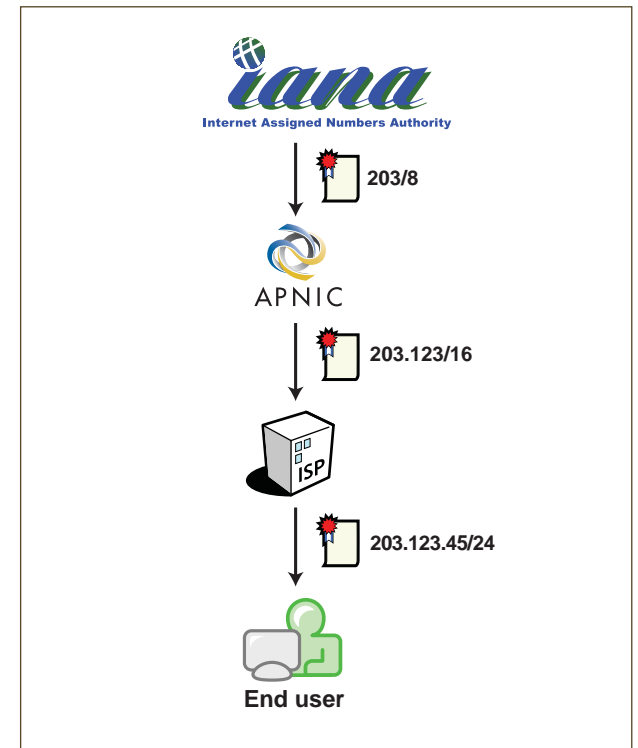 iana
Internet Assigned Numbers Authority
203/8
APNIC
203.123/16
ISP
203.123.45/24
End user